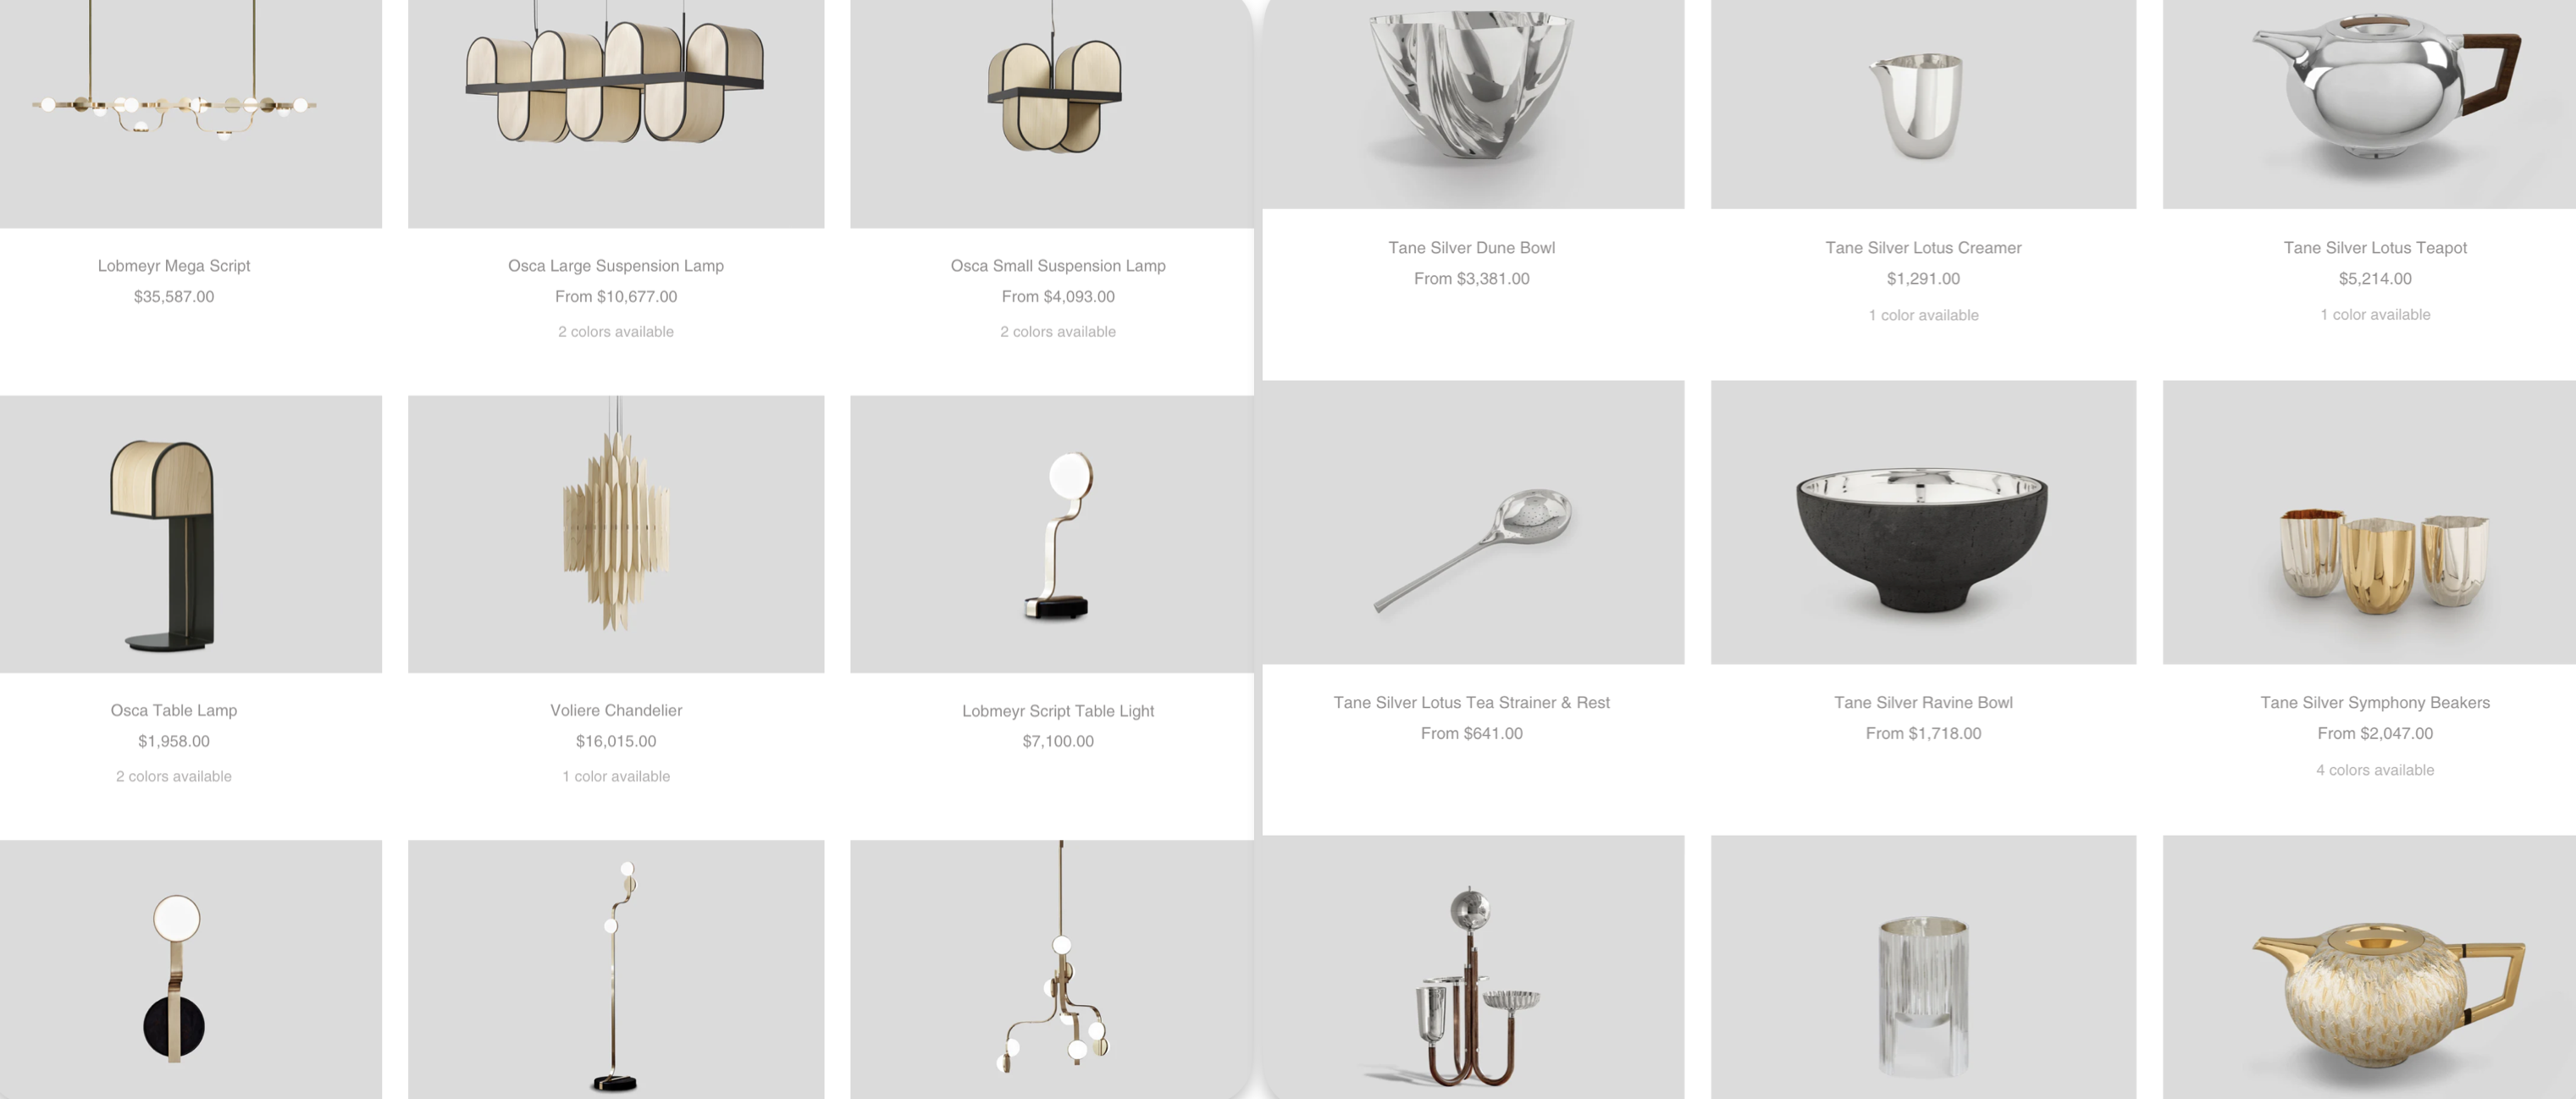 Lobmeyr Mega Script
$35,587.00
Osca Large Suspension Lamp
From $10,677.00
2 colors available
Osca Small Suspension Lamp
From $4,093.00
2 colors available
Tane Silver Dune Bowl
From $3,381.00
Tane Silver Lotus Creamer
$1,291.00
1 color available
Tane Silver Lotus Teapot
$5,214.00
1 color available
Osca Table Lamp
$1,958.00
2 colors available
Voliere Chandelier
$16,015.00
1 color available
Lobmeyr Script Table Light
$7,100.00
Tane Silver Lotus Tea Strainer & Rest
From $641.00
Tane Silver Ravine Bowl
From $1,718.00
Tane Silver Symphony Beakers
From $2,047.00
4 colors available